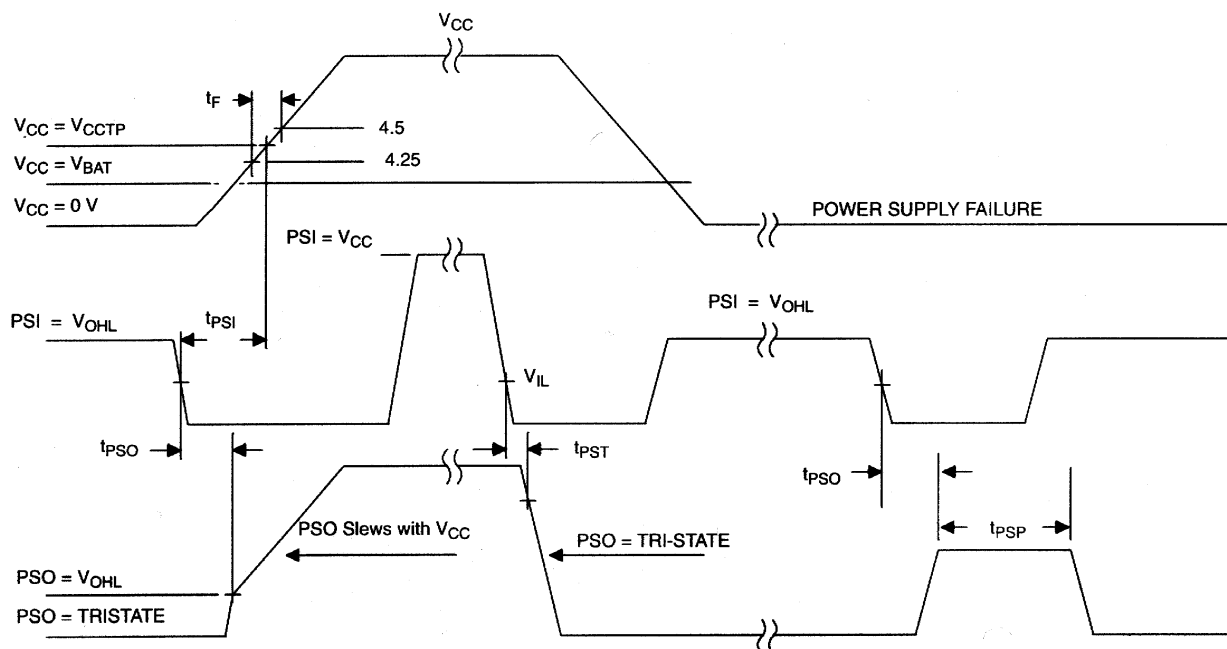 VCC
tF
VCC = VCCTP
4.5
VCC = VBAT
4.25
VCC = 0 V
POWER SUPPLY FAILURE
PSI = VCC
PSI = VOHL
tPSI
PSI = VOHL
VIL
tPSO
tPST
tPSO
PSO Slews with VCC
PSO = TRI-STATE
tPSP
PSO = VOHL
PSO = TRISTATE